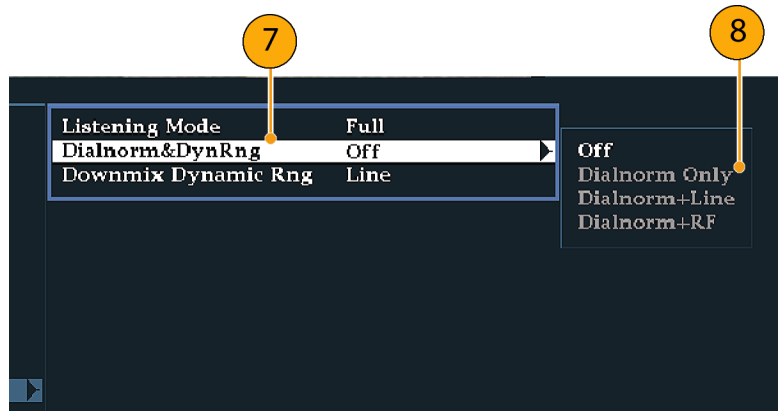 7
8
Listening Mode Full
Dialnorm&DynRng Off
Downmix Dynamic Rng Line
Off
Dialnorm Only
Dialnorm+Line
Dialnorm+RF